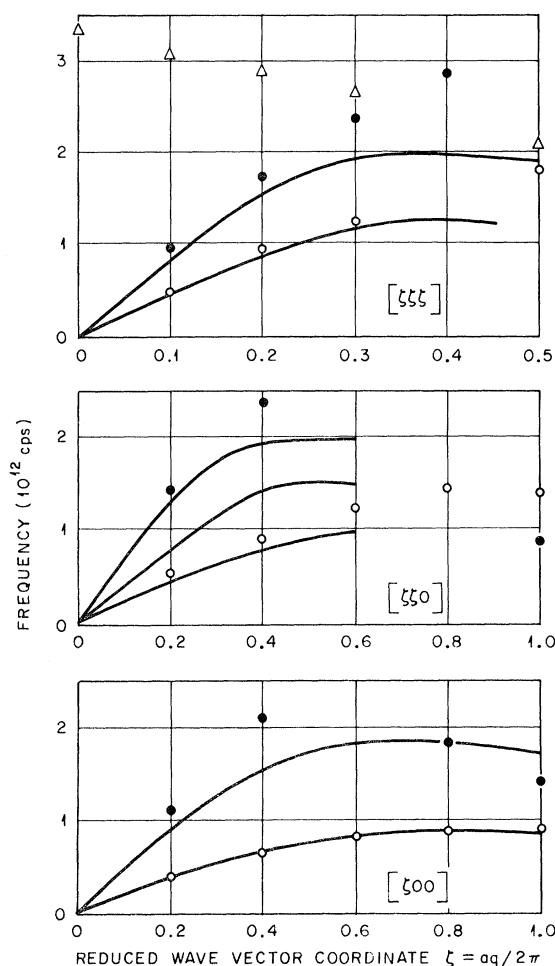 3
2
1
0
0 0.1 0.2 0.3 0.4 0.5
[ζζζ]
FREQUENCY (10¹² cps)
2
1
0
0 0.2 0.4 0.6 0.8 1.0
[ζζ0]
2
1
0
0 0.2 0.4 0.6 0.8 1.0
[ζ00]
REDUCED WAVE VECTOR COORDINATE ζ = aq/2π